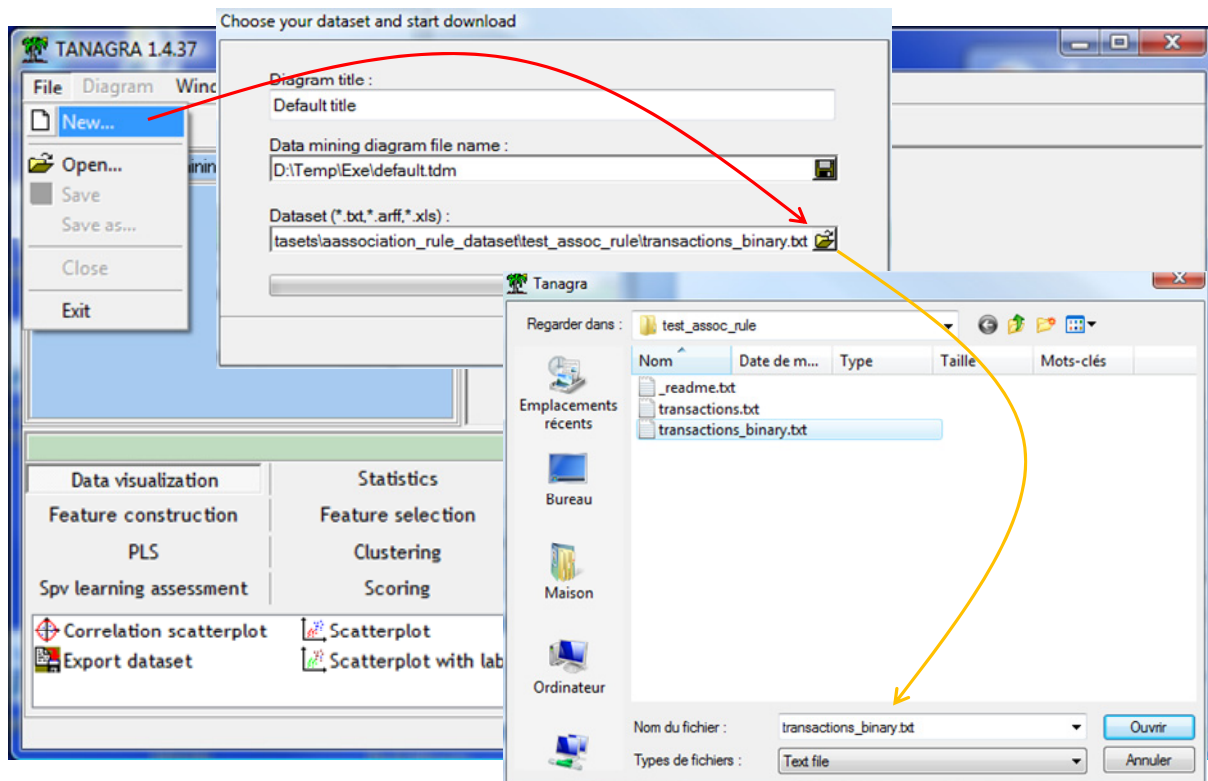 Choose your dataset and start download
TANAGRA 1.4.37
File Diagram Winc
New...
Open...
Save
Save as...
Close
Exit
inin
Diagram title :
Default title
Data mining diagram file name :
D:\Temp\Exe\default.tdm
Dataset (*.txt,*.arff,*.xls) :
tasets\aassociation_rule_dataset\test_assoc_rule\transactions_binary.txt
Tanagra
Regarder dans : test_assoc_rule
Nom Date de m... Type Taille Mots-clés
_readme.txt
transactions.txt
transactions_binary.txt
Emplacements
récents
Bureau
Maison
Ordinateur
Nom du fichier : transactions_binary.txt Ouvrir
Types de fichiers : Text file Annuler
Data visualization Statistics
Feature construction Feature selection
PLS Clustering
Spv learning assessment Scoring
Correlation scatterplot Scatterplot
Export dataset Scatterplot with lab